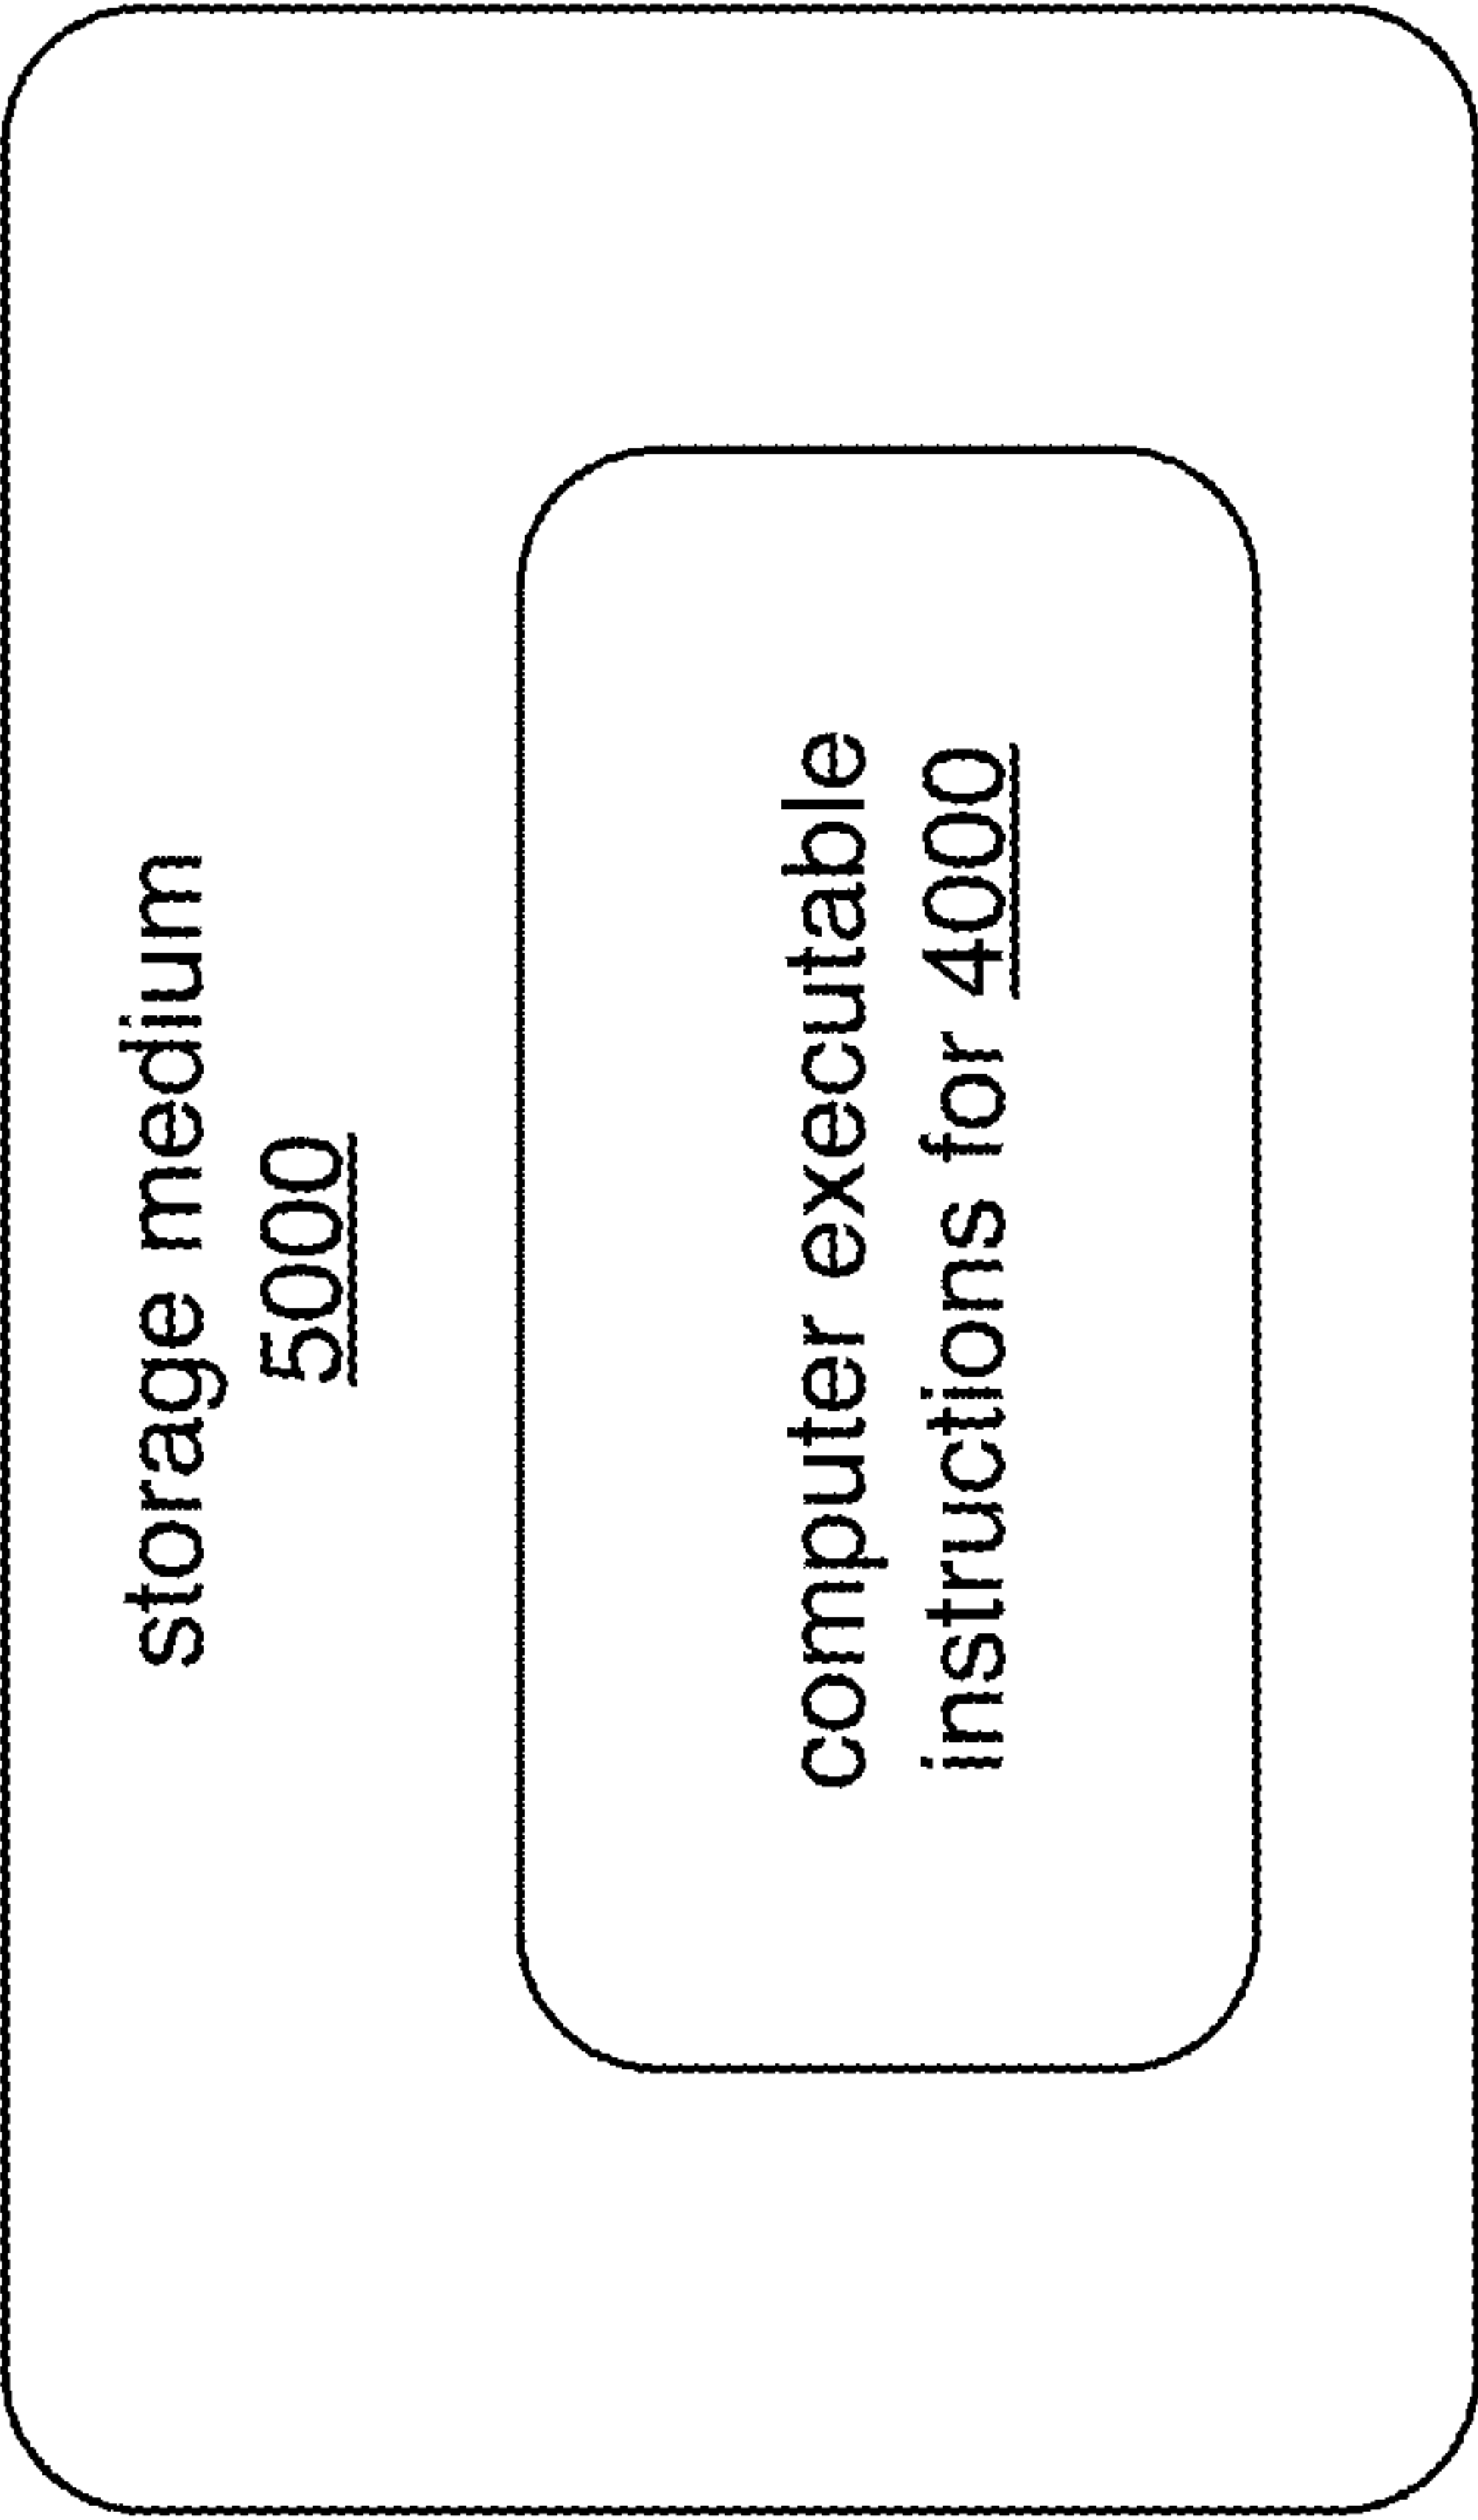 storage medium
5000
computer executable
instructions for 4000